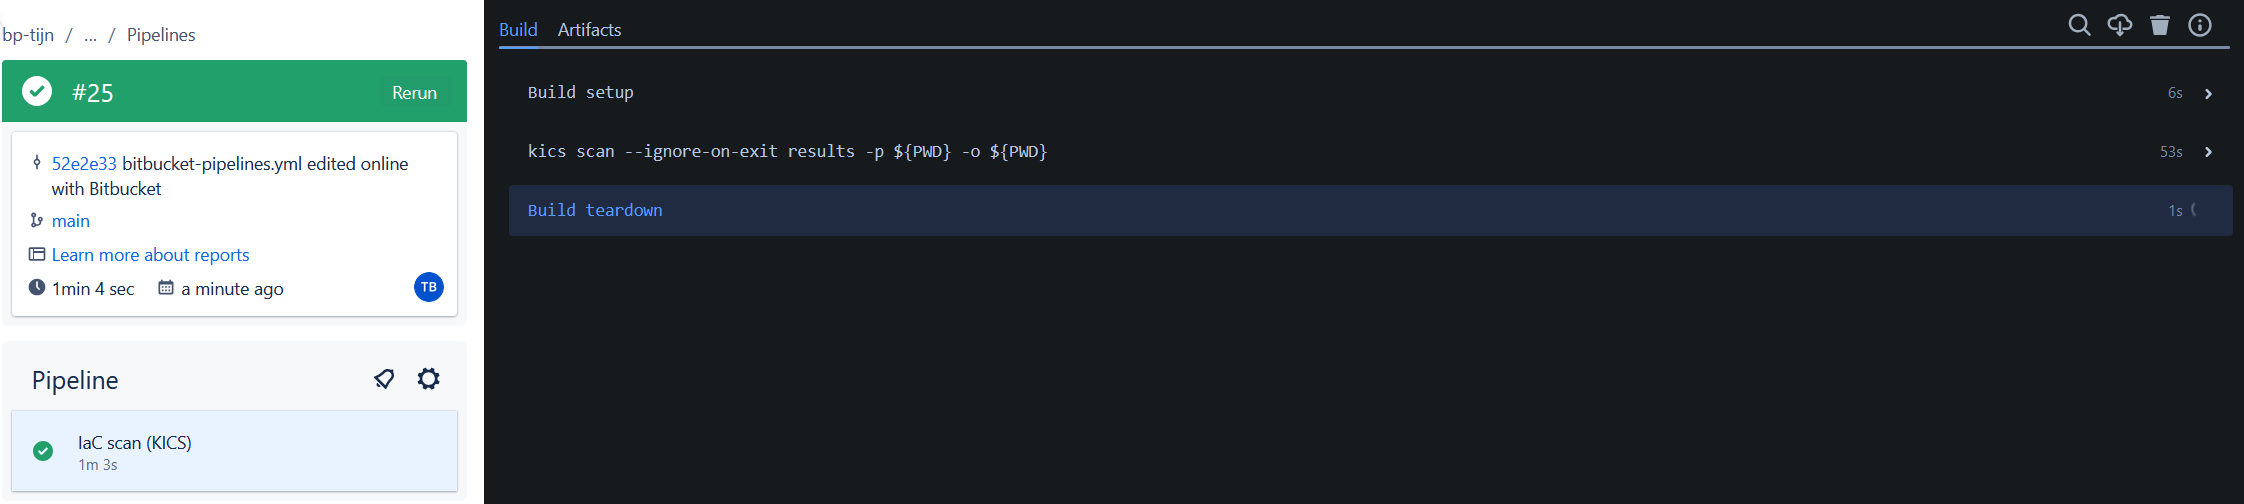 bp-tijn / ... / Pipelines
#25
Rerun
52e2e33 bitbucket-pipelines.yml edited online
with Bitbucket
main
Learn more about reports
1min 4 sec a minute ago
TB
Pipeline
IaC scan (KICS)
1m 3s
Build Artifacts
Build setup 6s
kics scan --ignore-on-exit results -p ${PWD} -o ${PWD} 53s
Build teardown 1s